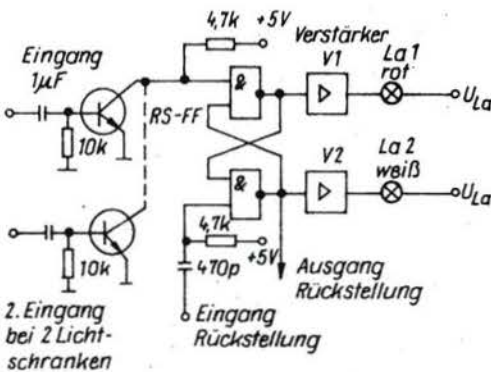 4,7k +5V
Eingang
1µF
Verstärker
V1
La 1
rot
&
RS-FF
U_La
10k
V2
La 2
weiß
&
U_La
4,7k
+5V
10k
470p
Ausgang
Rückstellung
2. Eingang
bei 2 Licht-
schranken
Eingang
Rückstellung